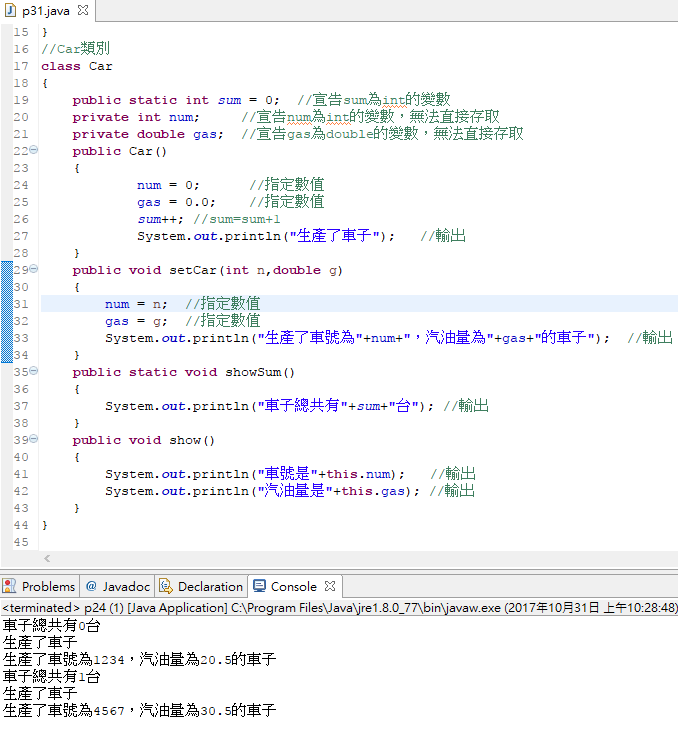 p31.java
15 }
16 //Car類別
17 class Car
18 {
19 public static int sum = 0; //宣告sum為int的變數
20 private int num; //宣告num為int的變數，無法直接存取
21 private double gas; //宣告gas為double的變數，無法直接存取
22 public Car()
23 {
24 num = 0; //指定數值
25 gas = 0.0; //指定數值
26 sum++; //sum=sum+1
27 System.out.println("生產了車子"); //輸出
28 }
29 public void setCar(int n,double g)
30 {
31 num = n; //指定數值
32 gas = g; //指定數值
33 System.out.println("生產了車號為"+num+"，汽油量為"+gas+"的車子"); //輸出
34 }
35 public static void showSum()
36 {
37 System.out.println("車子總共有"+sum+"台"); //輸出
38 }
39 public void show()
40 {
41 System.out.println("車號是"+this.num); //輸出
42 System.out.println("汽油量是"+this.gas); //輸出
43 }
44 }
45
Problems @ Javadoc Declaration Console
<terminated> p24 (1) [Java Application] C:\Program Files\Java\jre1.8.0_77\bin\javaw.exe (2017年10月31日 上午10:28:48)
車子總共有0台
生產了車子
生產了車號為1234，汽油量為20.5的車子
車子總共有1台
生產了車子
生產了車號為4567，汽油量為30.5的車子